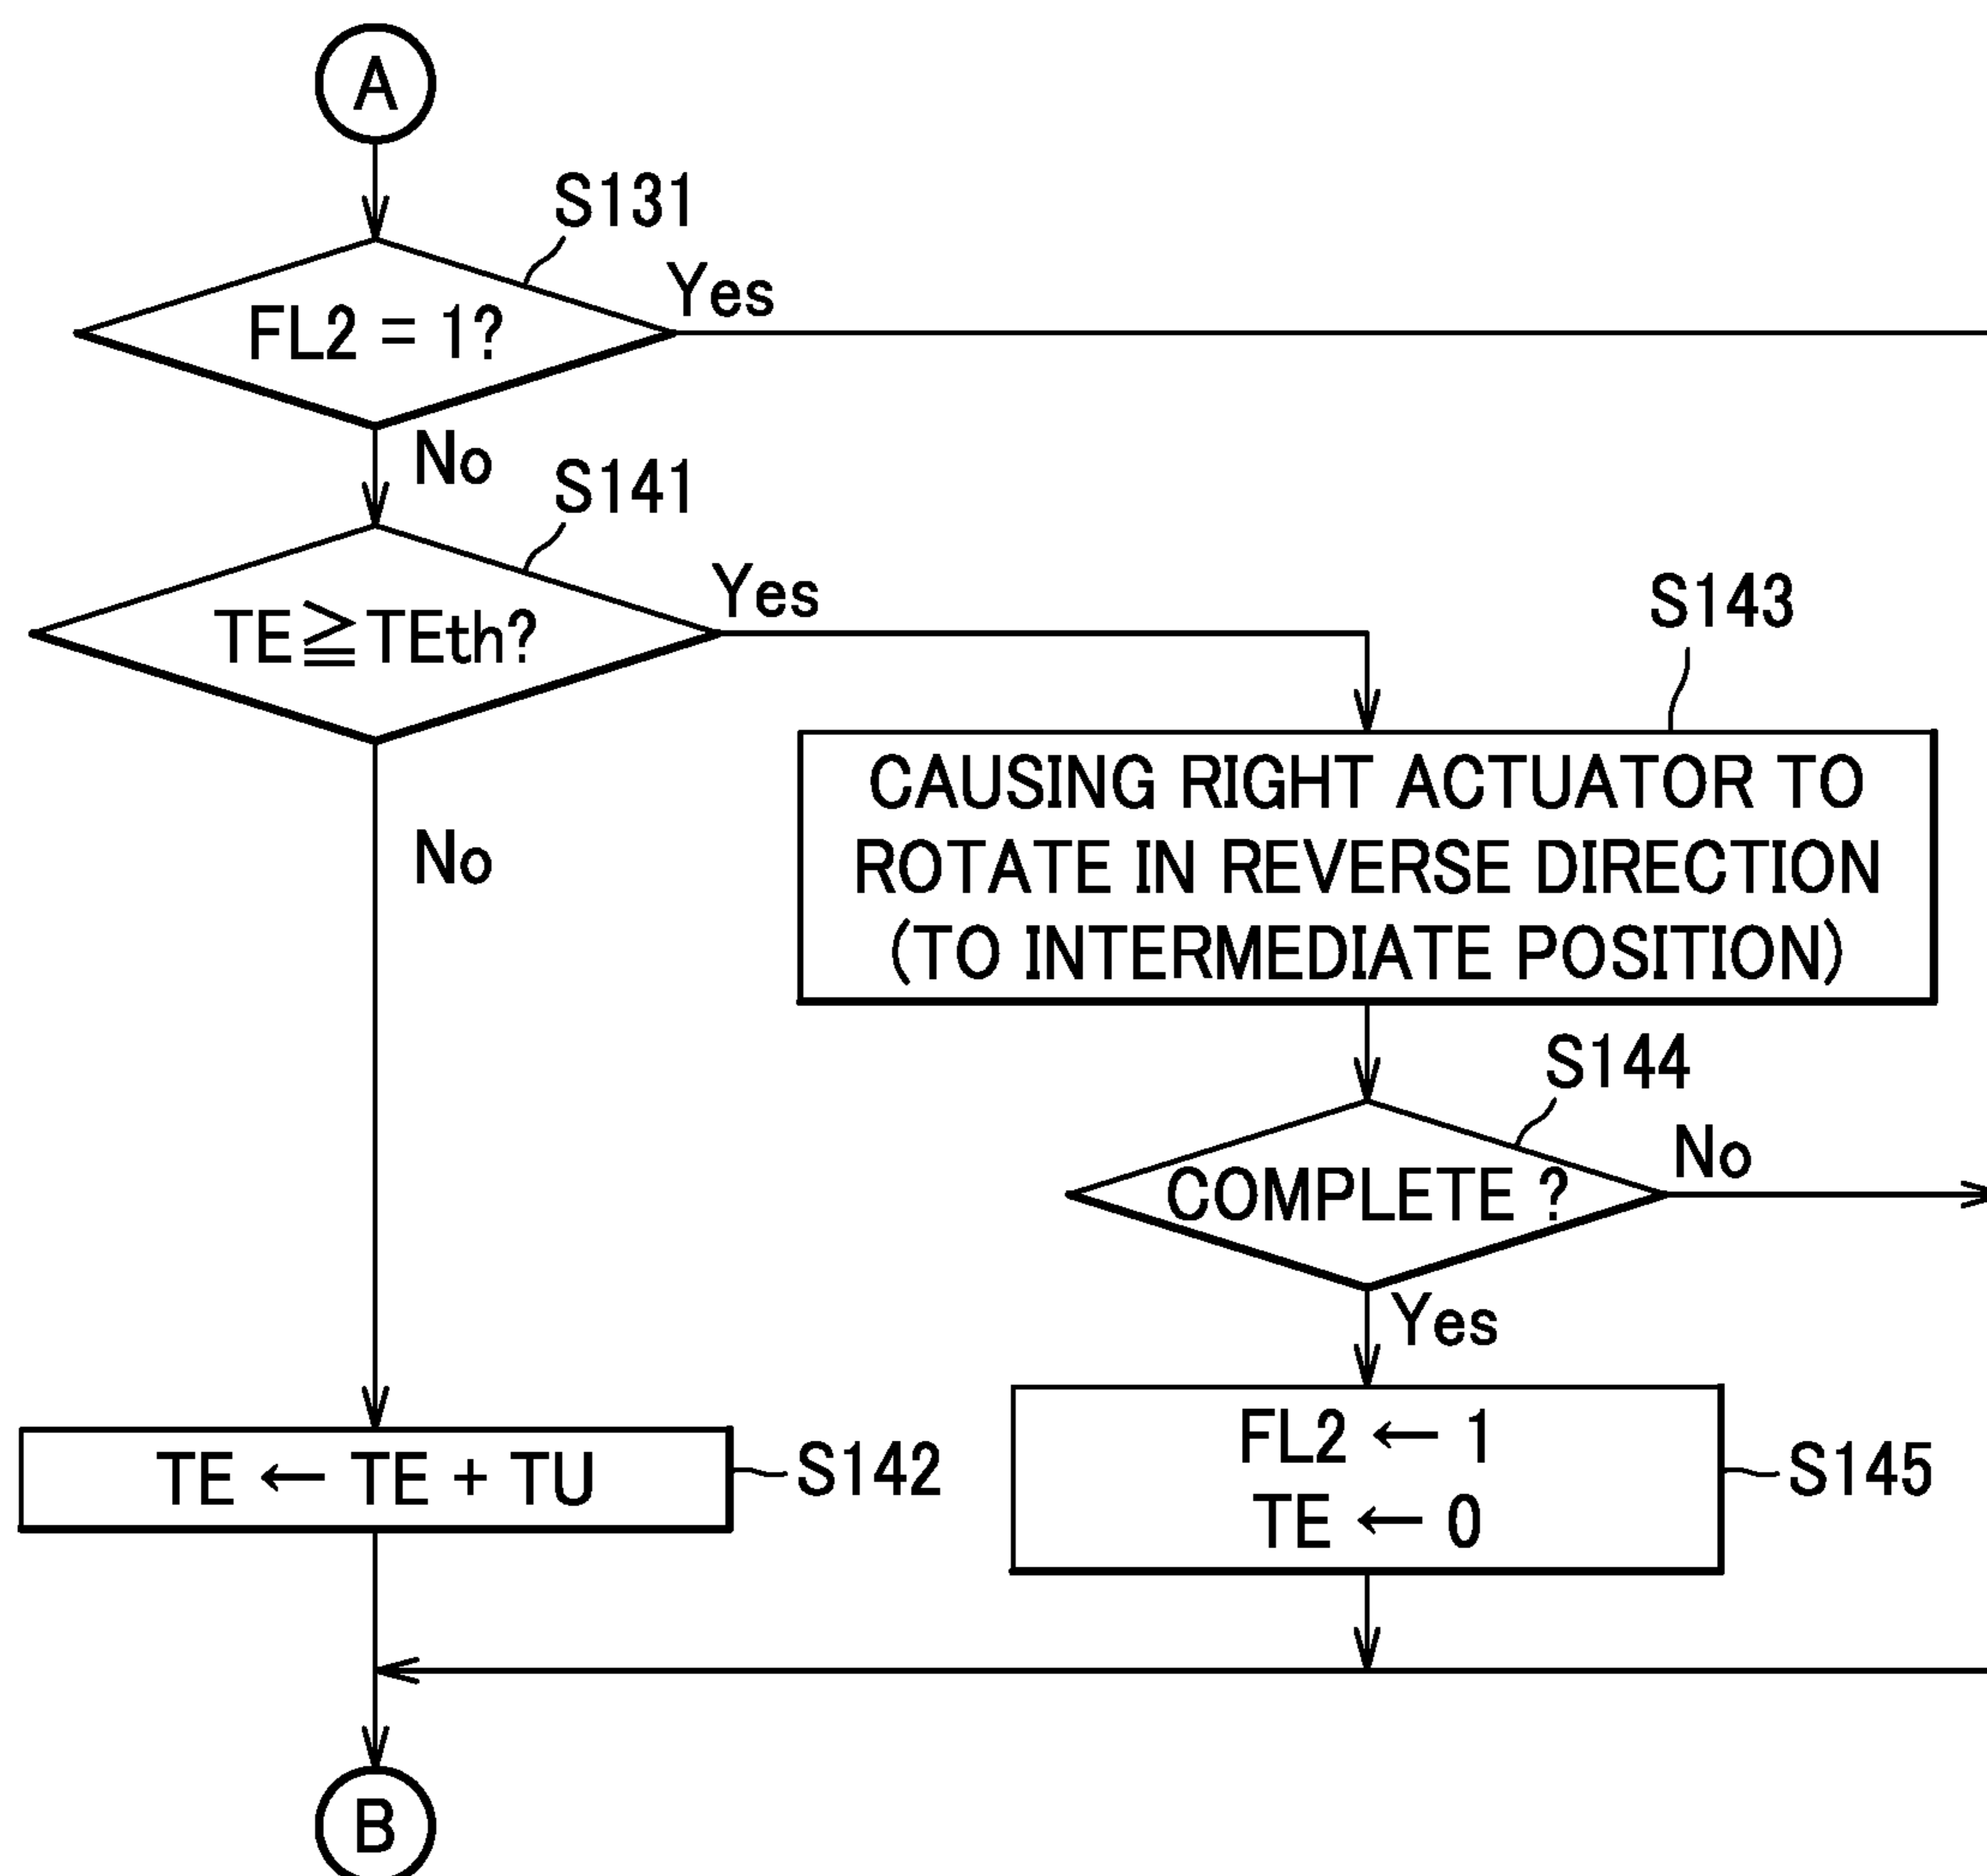 A
S131
Yes
FL2 = 1?
No
S141
Yes
TE≧TEth?
S143
No
CAUSING RIGHT ACTUATOR TO
ROTATE IN REVERSE DIRECTION
(TO INTERMEDIATE POSITION)
S144
No
COMPLETE ?
Yes
TE ← TE + TU
S142
FL2 ← 1
TE ← 0
S145
B